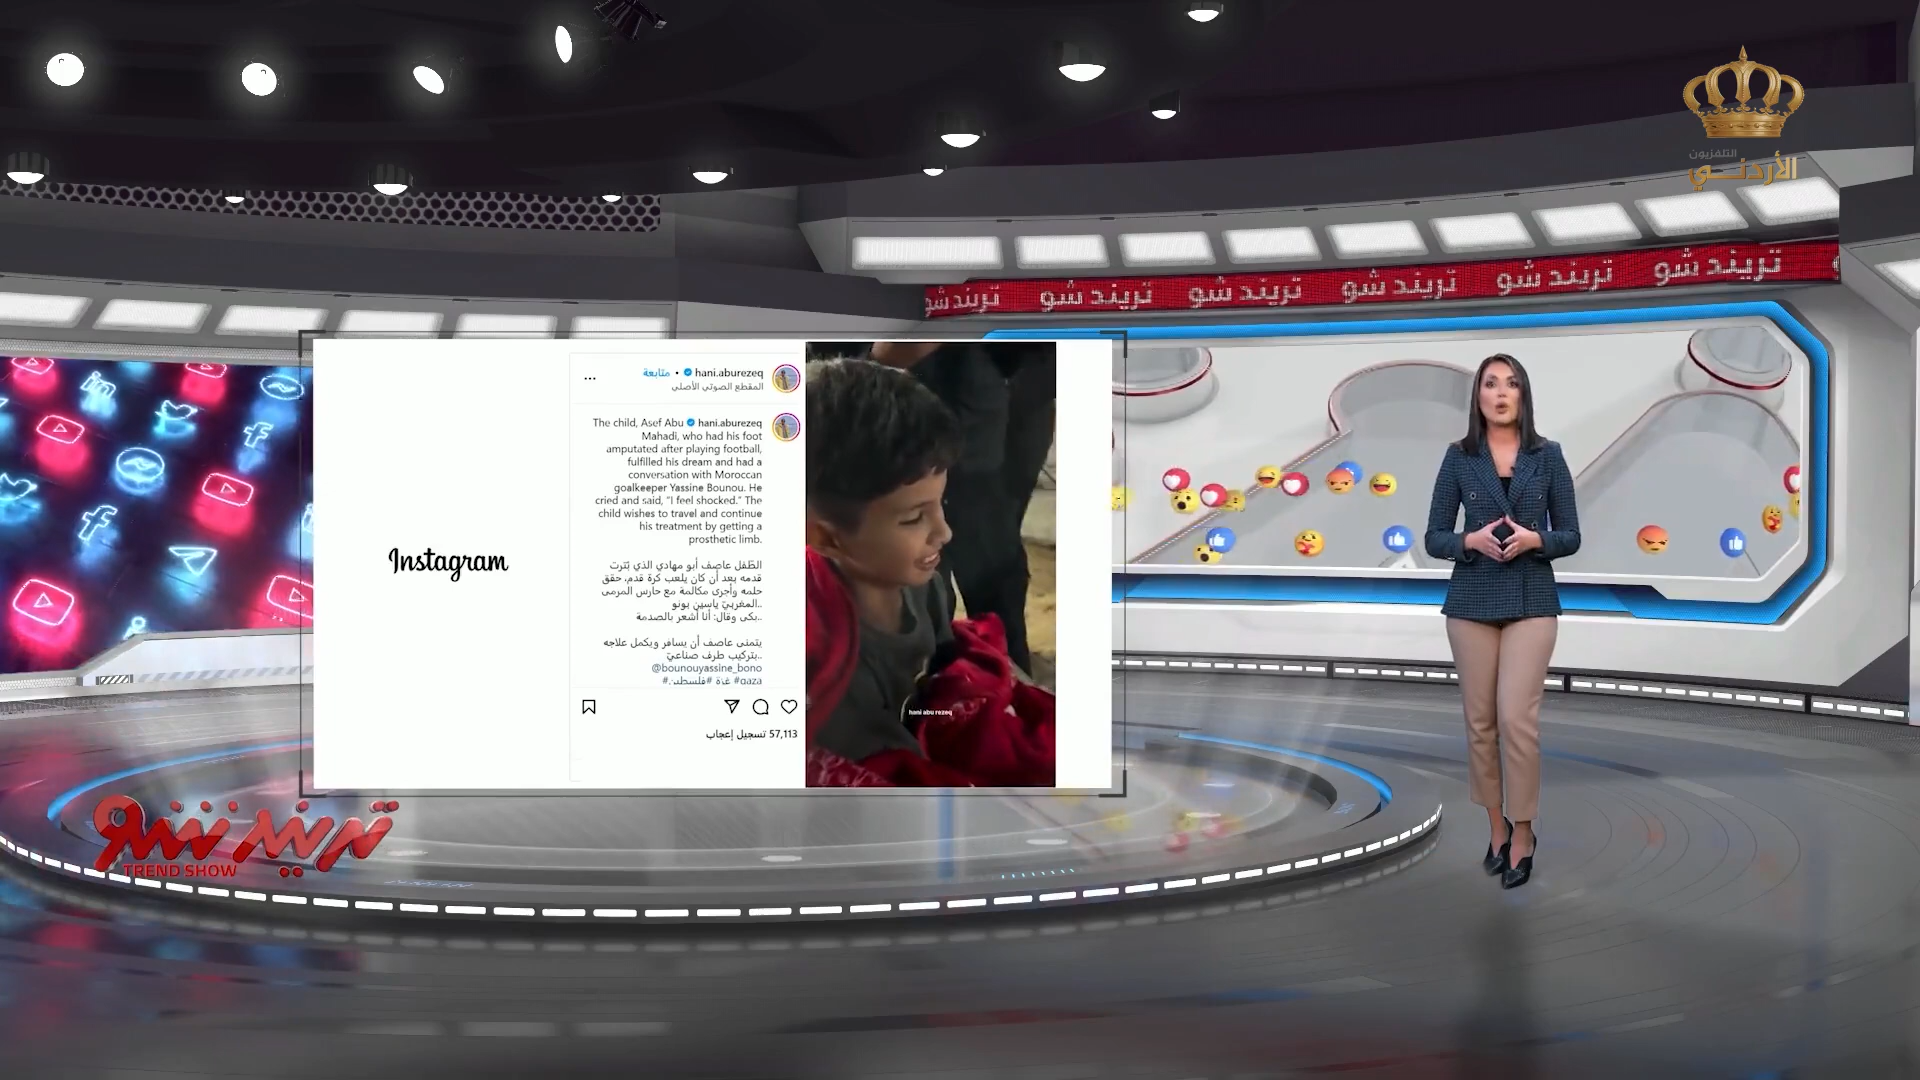 التلفزيون
الأردني
تريند شو تريند شو تريند شو تريند شو تريند شو تريند شو
Instagram
hani.aburezeq • متابعة
المقطع الصوتي الأصلي
hani.aburezeq The child, Asef Abu
Mahadi, who had his foot
amputated after playing football,
fulfilled his dream and had a
conversation with Moroccan
goalkeeper Yassine Bounou. He
cried and said, "I feel shocked." The
child wishes to travel and continue
his treatment by getting a
prosthetic limb.
الطّفل عاصف أبو مهادي الذي بُترت
قدمه بعد أن كان يلعب كرة قدم، حقق
حلمه وأجرى مكالمة مع حارس المرمى
المغربيّ ياسين بونو..
بكى وقال: أنا أشعر بالصدمة..
يتمنى عاصف أن يسافر ويكمل علاجه
بتركيب طرف صناعيّ..
@bounouyassine_bono
#gaza #غزة #فلسطين
57,113 تسجيل إعجاب
hani abu rezeq
تريند شو
TREND SHOW